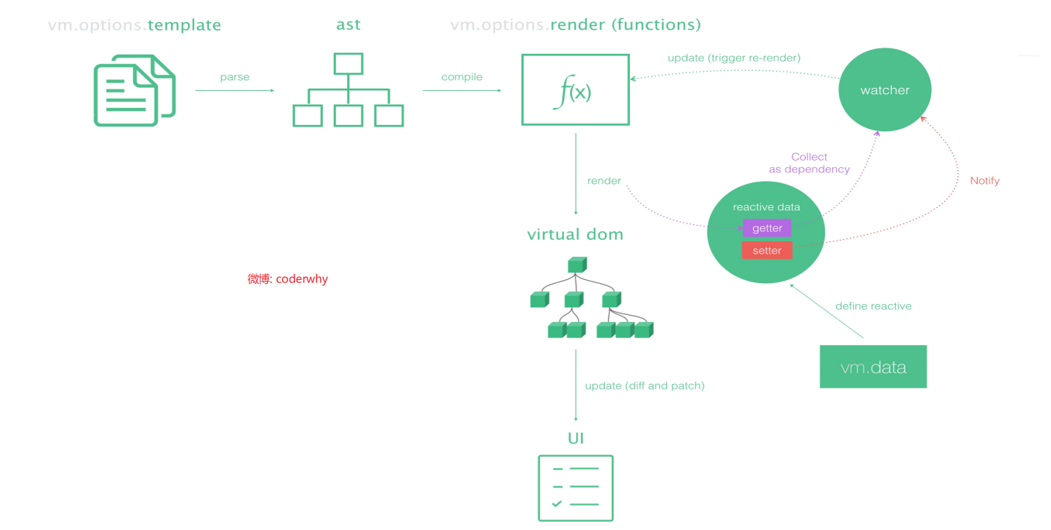 vm.options.template
ast
vm.options.render (functions)
parse
compile
f(x)
update (trigger re-render)
watcher
Collect
as dependency
Notify
render
reactive data
getter
setter
virtual dom
微博: coderwhy
define reactive
vm.data
update (diff and patch)
UI